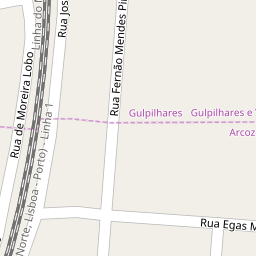 Rua de Moreira Lobo
Linha do
Rua Jos
Rua Fernão Mendes Pi
Gulpilhares
Gulpilhares e
Arcoz
Norte, Lisboa - Porto) - Linha 1
Rua Egas M